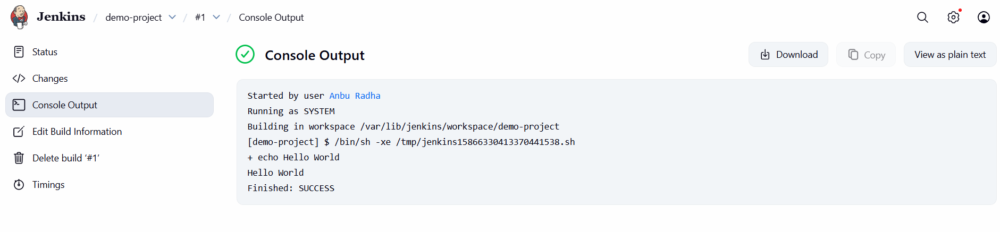 Jenkins / demo-project / #1 / Console Output
Status
Changes
Console Output
Edit Build Information
Delete build ‘#1’
Timings
Console Output
Download
Copy
View as plain text
Started by user Anbu Radha
Running as SYSTEM
Building in workspace /var/lib/jenkins/workspace/demo-project
[demo-project] $ /bin/sh -xe /tmp/jenkins15866330413370441538.sh
+ echo Hello World
Hello World
Finished: SUCCESS